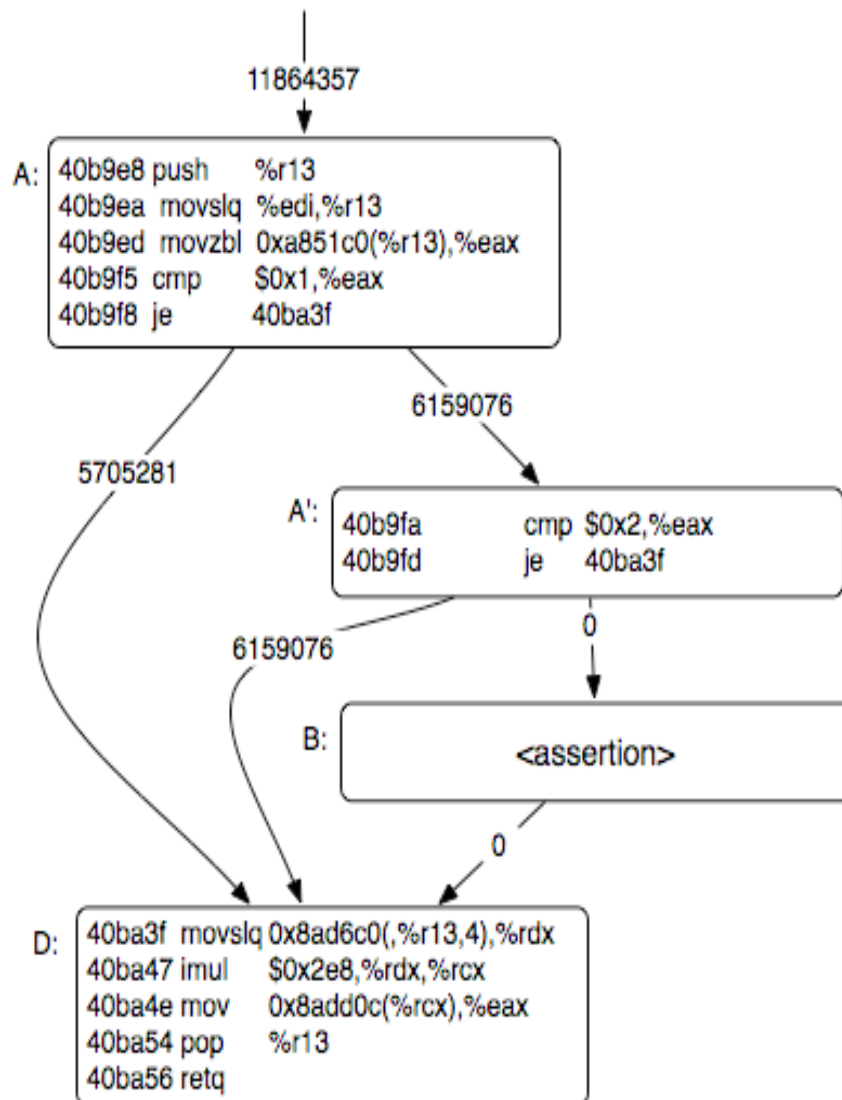 11864357
A:
40b9e8 push %r13
40b9ea movslq %edi,%r13
40b9ed movzbl 0xa851c0(%r13),%eax
40b9f5 cmp $0x1,%eax
40b9f8 je 40ba3f
6159076
5705281
A':
40b9fa cmp $0x2,%eax
40b9fd je 40ba3f
0
6159076
B:
<assertion>
0
D:
40ba3f movslq 0x8ad6c0(,%r13,4),%rdx
40ba47 imul $0x2e8,%rdx,%rcx
40ba4e mov 0x8add0c(%rcx),%eax
40ba54 pop %r13
40ba56 retq